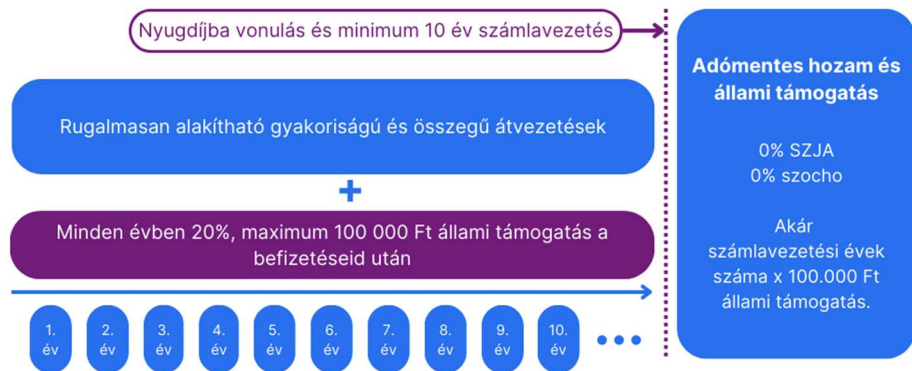 Nyugdíjba vonulás és minimum 10 év számlavezetés
Rugalmasan alakítható gyakoriságú és összegű átvezetések
+
Minden évben 20%, maximum 100 000 Ft állami támogatás a
befizetéseid után
1.
év
2.
év
3.
év
4.
év
5.
év
6.
év
7.
év
8.
év
9.
év
10.
év
Adómentes hozam és
állami támogatás
0% SZJA
0% szocho
Akár
számlavezetési évek
száma x 100.000 Ft
állami támogatás.